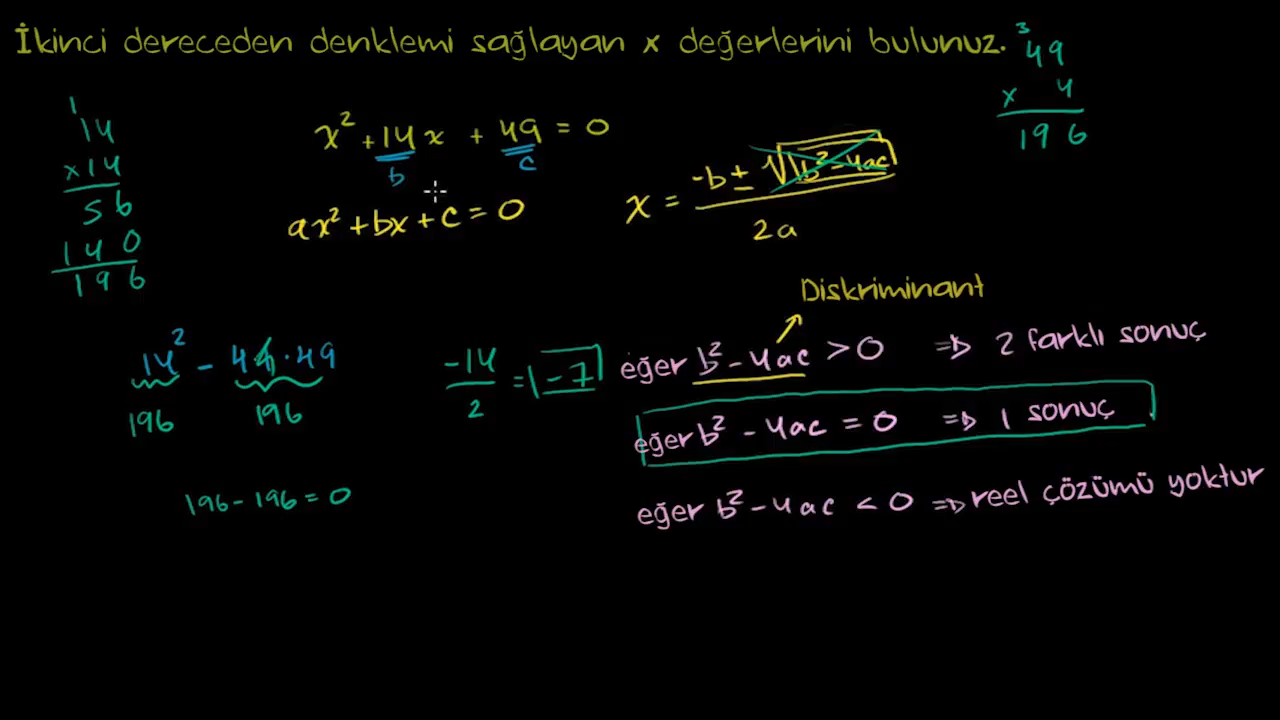 İkinci dereceden denklemi sağlayan x değerlerini bulunuz.
3
49
x 4
196
1
14
x14
56
140
196
x² + 14x + 49 = 0
b c
ax² + bx + c = 0
x = -b ± √b² - 4ac
2a
Diskriminant
14² - 4 · 49
196 196
196 - 196 = 0
-14
2
= -7
eğer b² - 4ac > 0 => 2 farklı sonuç
eğer b² - 4ac = 0 => 1 sonuç
eğer b² - 4ac < 0 => reel çözümü yoktur